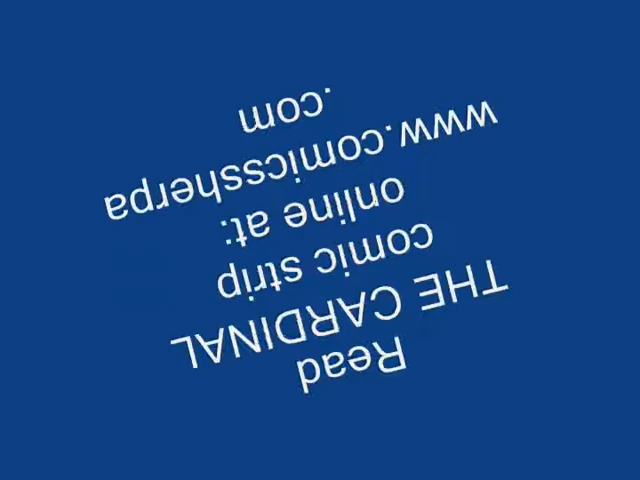 Read
THE CARDINAL
comic strip
online at:
www.comicssherpa
.com